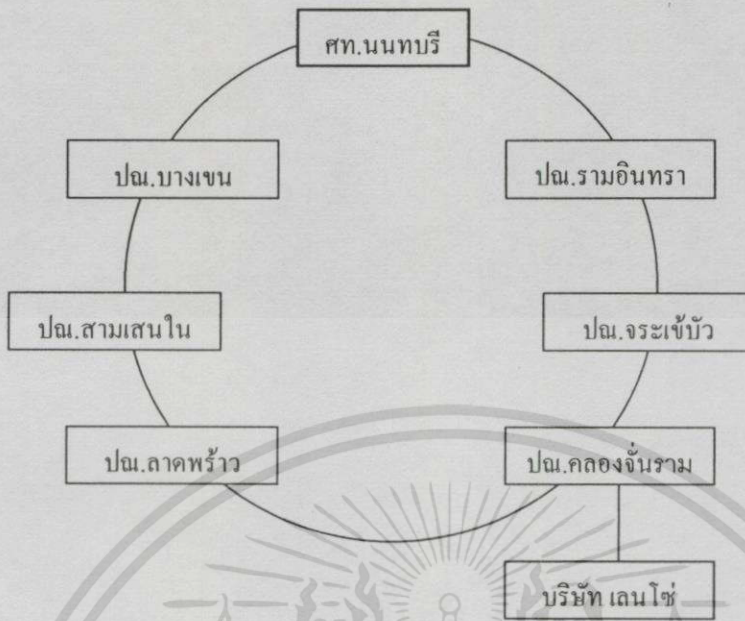 ศท.นนทบรี
ปณ.บางเขน
ปณ.รามอินทรา
ปณ.สามเสนใน
ปณ.จระเข้บัว
ปณ.ลาดพร้าว
ปณ.คลองจั่นราม
บริษัท เลนโซ่